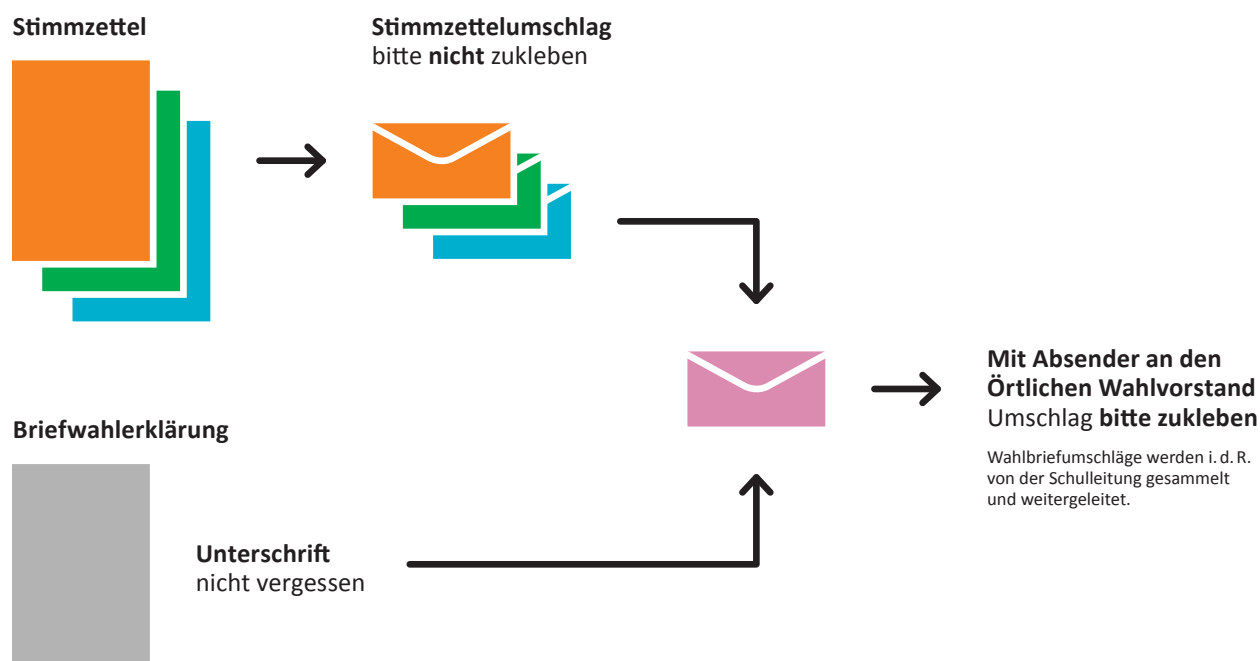 Stimmzettel
Stimmzettelumschlag
bitte nicht zukleben
Mit Absender an den
Örtlichen Wahlvorstand
Umschlag bitte zukleben
Wahlbriefumschläge werden i. d. R.
von der Schulleitung gesammelt
und weitergeleitet.
Briefwahlerklärung
Unterschrift
nicht vergessen